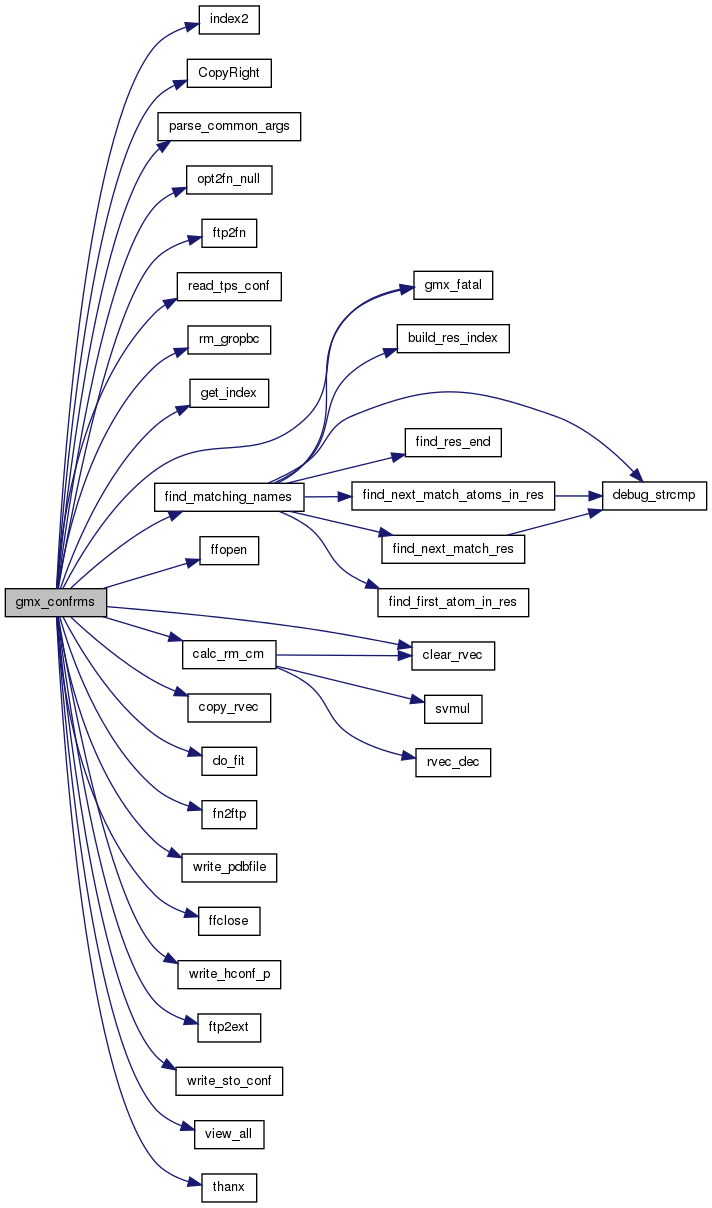 index2
CopyRight
parse_common_args
opt2fn_null
ftp2fn
read_tps_conf
gmx_fatal
rm_gropbc
build_res_index
get_index
find_res_end
find_matching_names
find_next_match_atoms_in_res
debug_strcmp
ffopen
find_next_match_res
gmx_confrms
find_first_atom_in_res
calc_rm_cm
clear_rvec
copy_rvec
svmul
do_fit
rvec_dec
fn2ftp
write_pdbfile
ffclose
write_hconf_p
ftp2ext
write_sto_conf
view_all
thanx